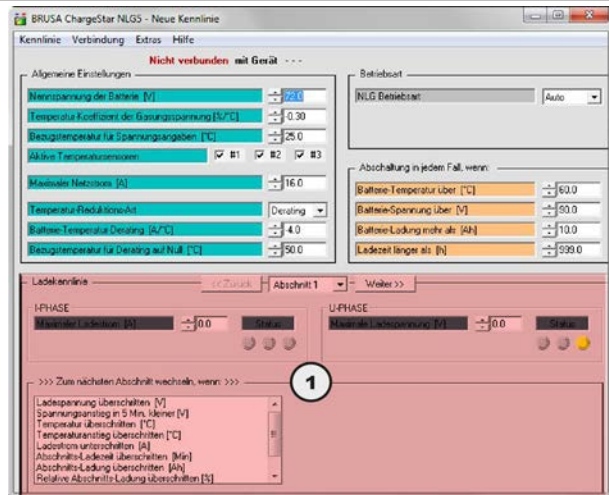 BRUSA ChargeStar NLG5 - Neue Kennlinie
Kennlinie Verbindung Extras Hilfe
Nicht verbunden mit Gerät - - -
Allgemeine Einstellungen
Nennspannung der Batterie [V]
Temperatur-Koeffizient der Gasungsspannung [%/°C] -0.30
Bezugstemperatur für Spannungsangaben [°C] 25.0
Aktive Temperatursensoren #1 #2 #3
Maximaler Netzstrom [A] 16.0
Temperatur-Reduktions-Art Derating
Batterie-Temperatur-Derating [A/°C] -4.0
Bezugstemperatur für Derating auf Null [°C] 50.0
Betriebsart
NLG Betriebsart Auto
Abschaltung in jedem Fall, wenn:
Batterie-Temperatur über [°C] 60.0
Batterie-Spannung über [V] 90.0
Batterie-Ladung mehr als [Ah] 10.0
Ladezeit länger als [h] 999.0
Ladekennlinie << Zurück Abschnitt 1 Weiter >>
I-PHASE
Maximaler Ladestrom [A] 0.0 Status
U-PHASE
Maximale Ladespannung [V] 0.0 Status
1
>>> Zum nächsten Abschnitt wechseln, wenn: >>>
Ladespannung überschritten [V]
Spannungsanstieg in 5 Min. kleiner [V]
Temperatur überschritten [°C]
Temperaturanstieg überschritten [°C]
Ladestrom unterschritten [A]
Abschnitts-Ladezeit überschritten [Min]
Abschnitts-Ladung überschritten [Ah]
Relative Abschnitts-Ladung überschritten [%]